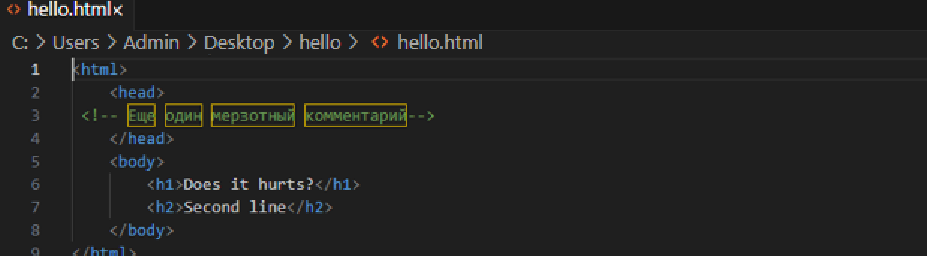 hello.html×
C: > Users > Admin > Desktop > hello > <> hello.html
1 <html>
2 <head>
3 <!-- Еще один мерзотный комментарий-->
4 </head>
5 <body>
6 <h1>Does it hurts?</h1>
7 <h2>Second line</h2>
8 </body>
9 </html>